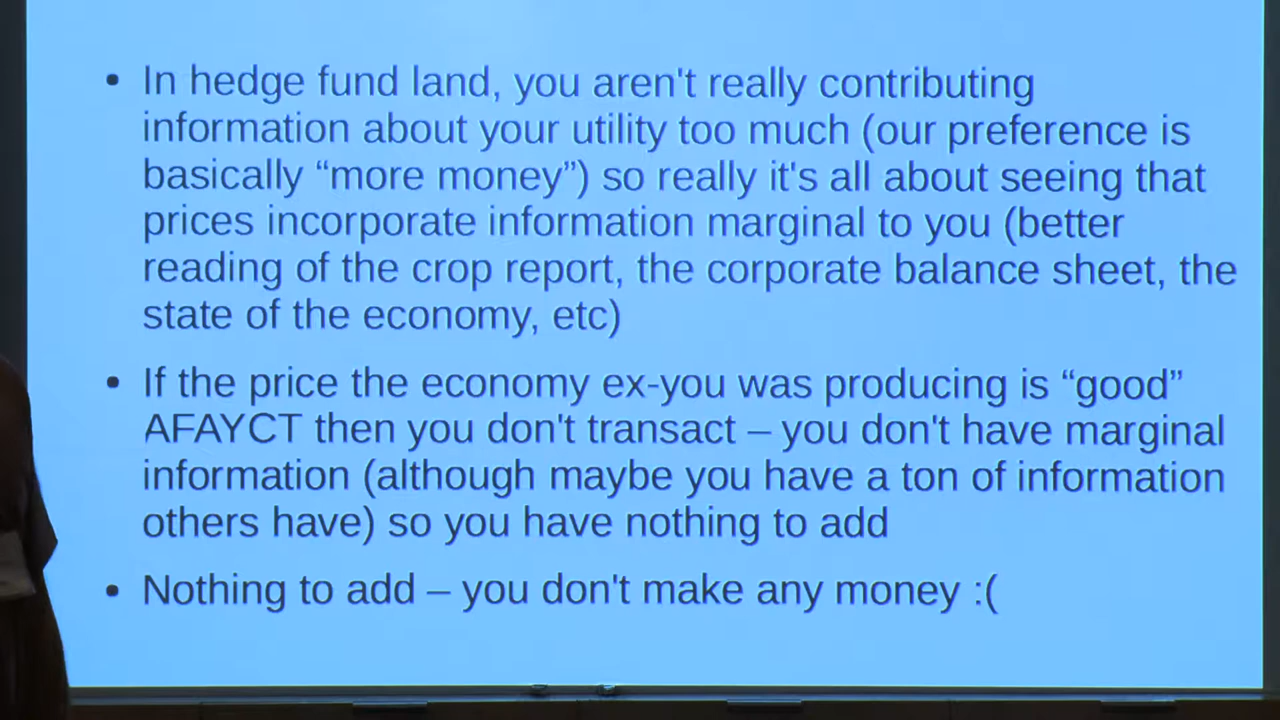 • In hedge fund land, you aren't really contributing
information about your utility too much (our preference is
basically “more money”) so really it's all about seeing that
prices incorporate information marginal to you (better
reading of the crop report, the corporate balance sheet, the
state of the economy, etc)
• If the price the economy ex-you was producing is “good”
AFAYCT then you don't transact – you don't have marginal
information (although maybe you have a ton of information
others have) so you have nothing to add
• Nothing to add – you don't make any money :(